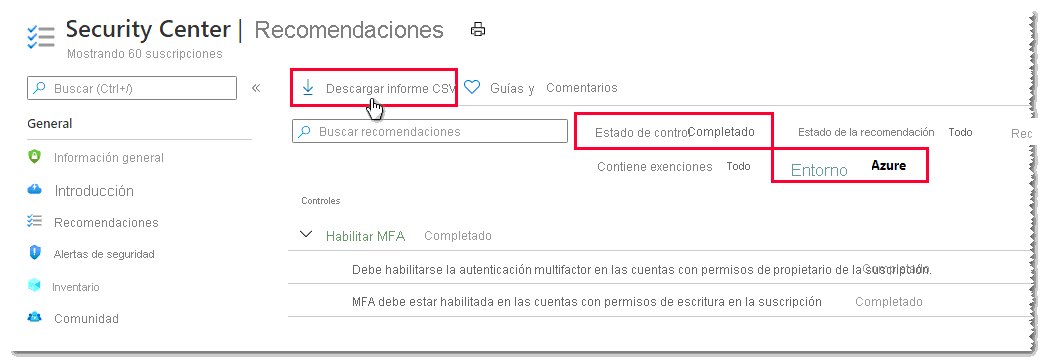 Security Center | Recomendaciones
Mostrando 60 suscripciones
Buscar (Ctrl+/)
«
Descargar informe CSV
Guías y
Comentarios
General
Buscar recomendaciones
Estado de control Completado
Estado de la recomendación Todo
Rec
Información general
Contiene exenciones Todo
Entorno Azure
Introducción
Controles
Recomendaciones
Habilitar MFA Completado
Alertas de seguridad
Debe habilitarse la autenticación multifactor en las cuentas con permisos de propietario de la suscripción. Completado
Inventario
MFA debe estar habilitada en las cuentas con permisos de escritura en la suscripción Completado
Comunidad